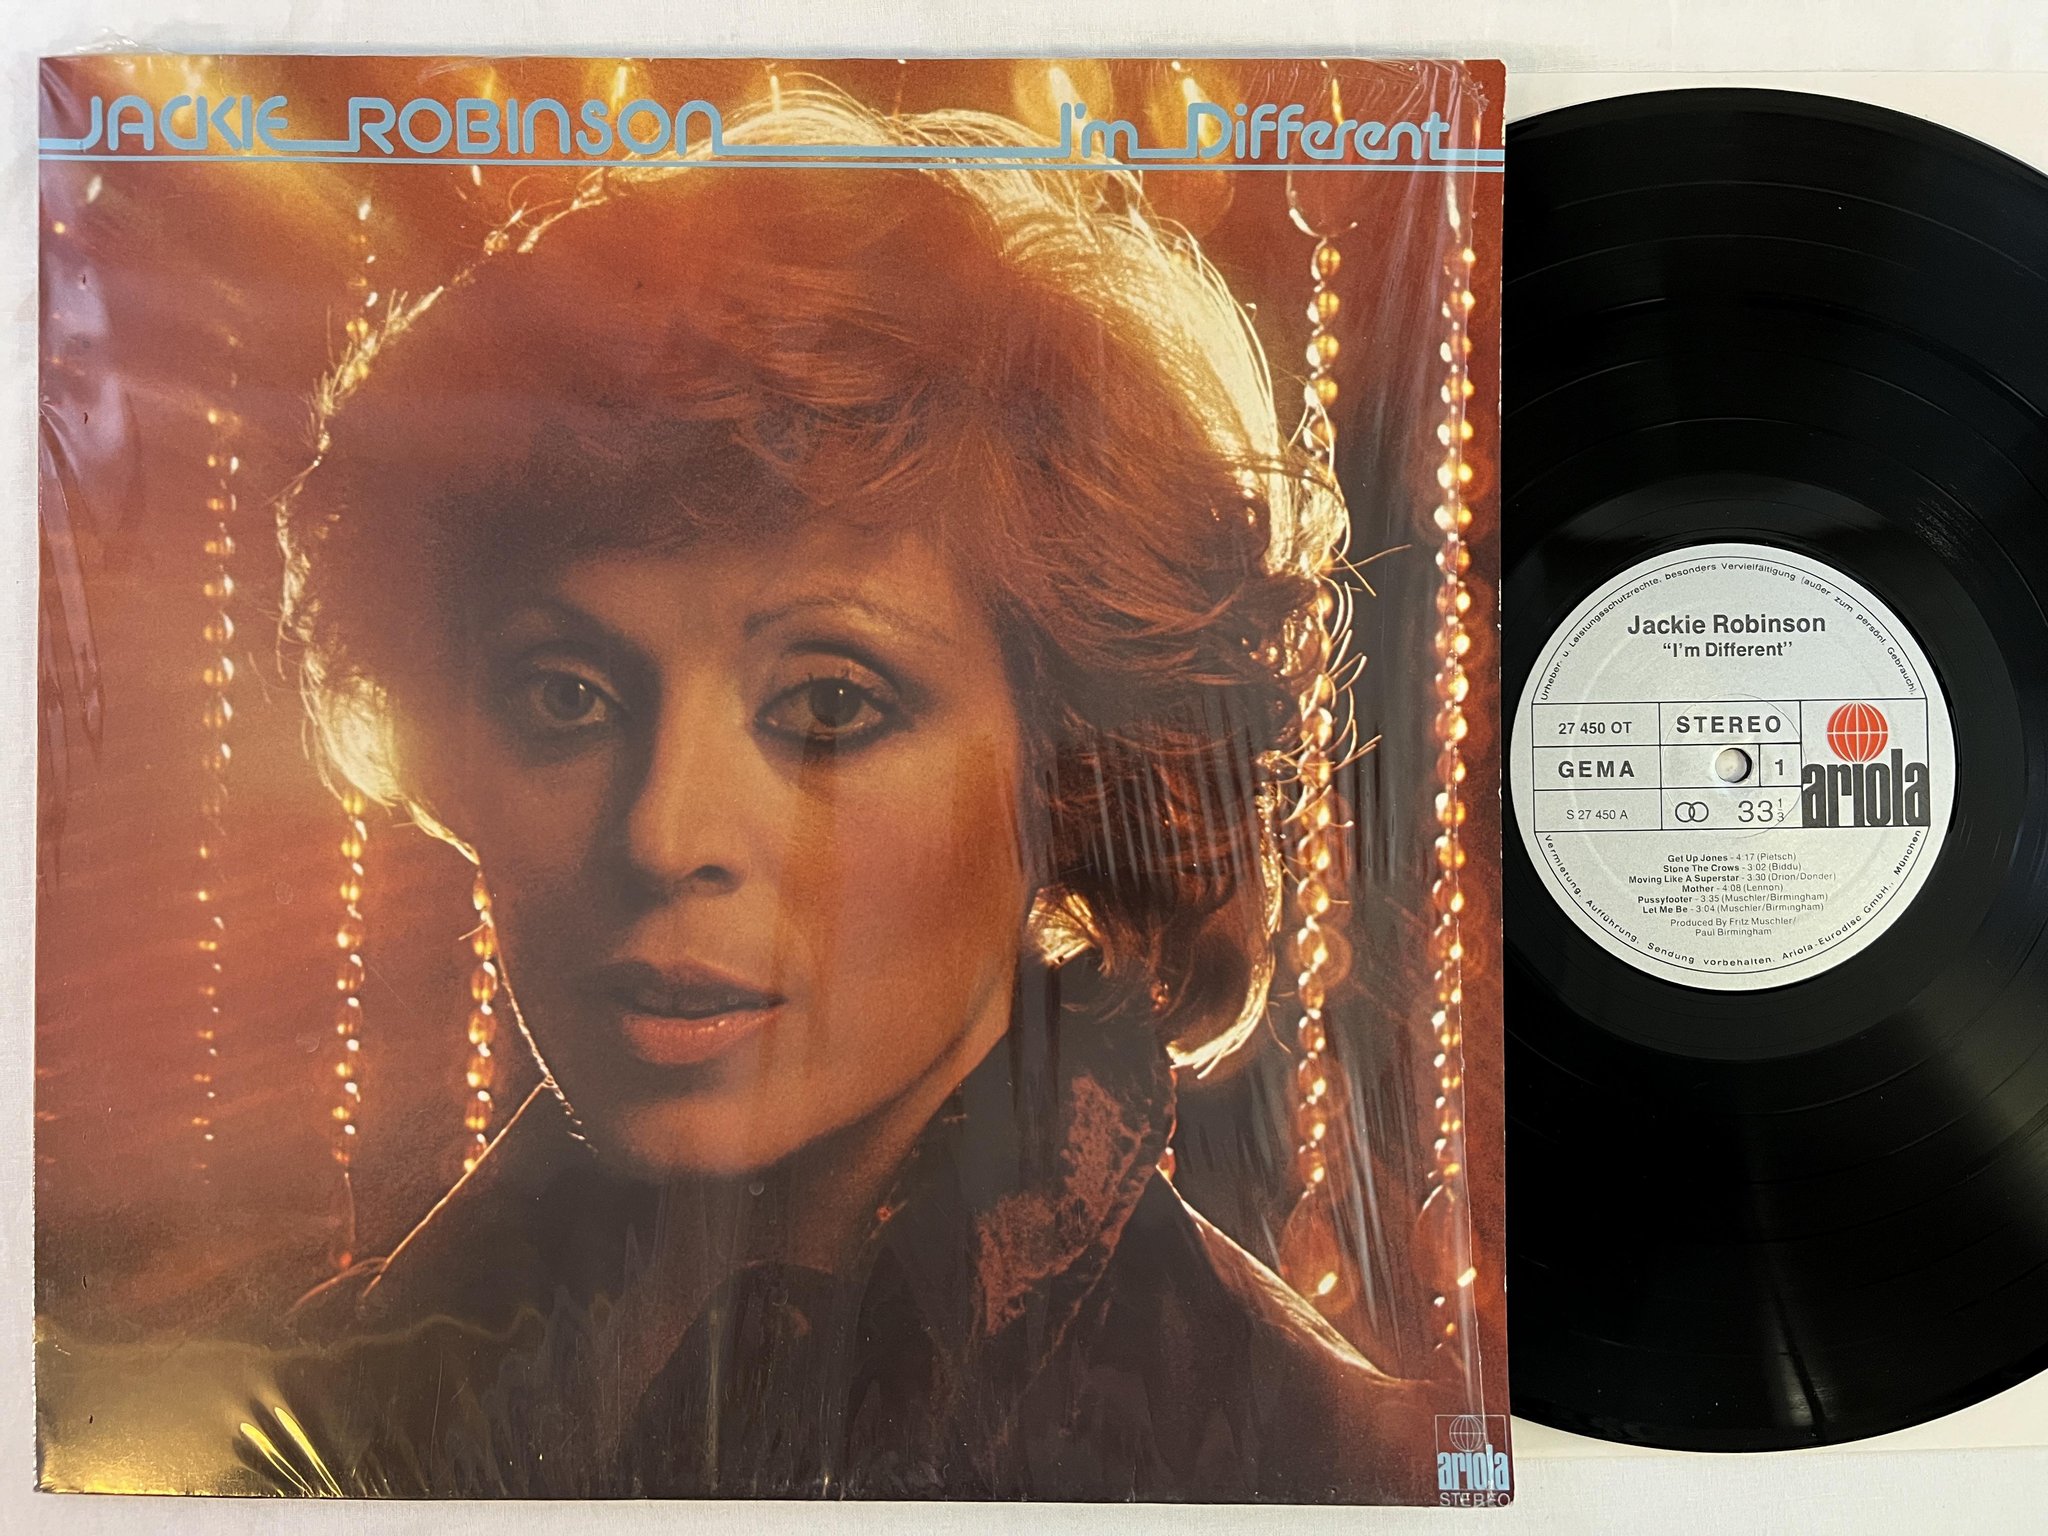 JACKIE ROBINSON I'm Different
ariola
STEREO
Urheber- u. Leistungsschutzrechte, besonders Vervielfältigung (außer zum persönl. Gebrauch),
Jackie Robinson
"I'm Different"
27 450 OT
STEREO
GEMA
1
ariola
S 27 450 A
33 1/3
Get Up Jones - 4:17 (Pietsch)
Stone The Crows - 3:02 (Biddu)
Moving Like A Superstar - 3:30 (Drion/Donder)
Mother - 4:08 (Lennon)
Pussyfooter - 3:35 (Muschler/Birmingham)
Let Me Be - 3:04 (Muschler/Birmingham)
Produced By Fritz Muschler/
Paul Birmingham
Vermietung, Aufführung, Sendung vorbehalten. Ariola-Eurodisc GmbH., München